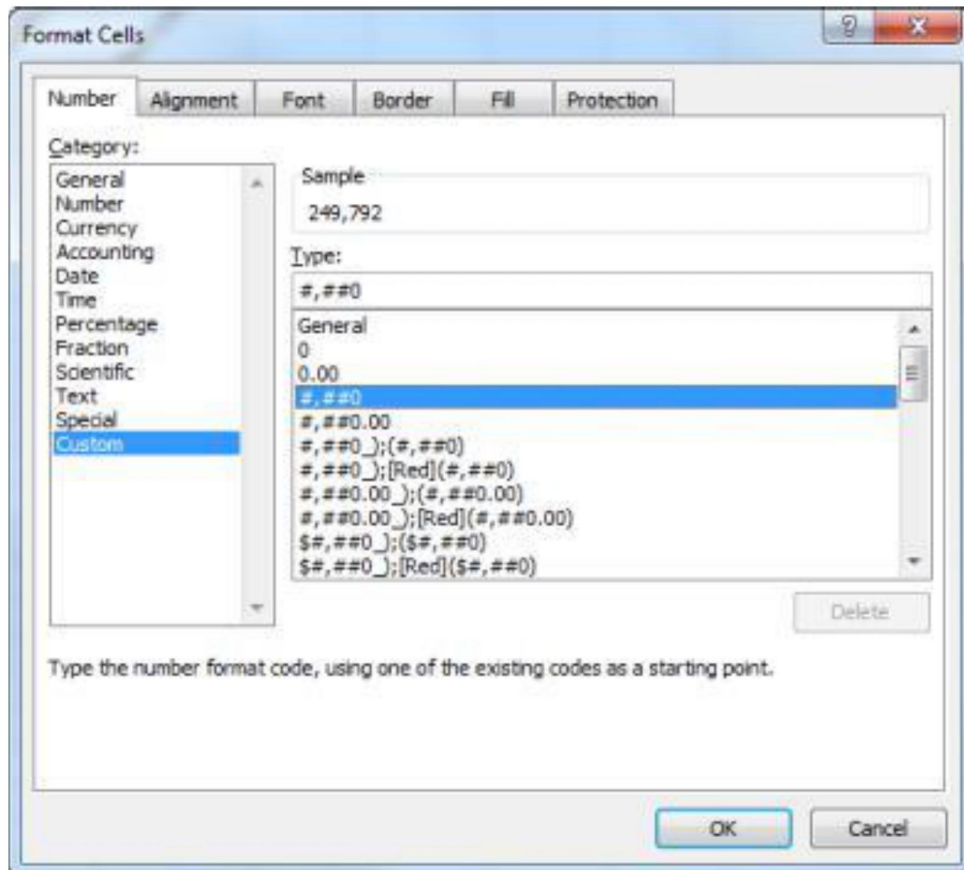 Format Cells
Number Alignment Font Border Fill Protection
Category:
General
Number
Currency
Accounting
Date
Time
Percentage
Fraction
Scientific
Text
Special
Custom
Sample
249,792
Type:
#,##0
General
0
0.00
#,##0
#,##0.00
#,##0_);(#,##0)
#,##0_);[Red](#,##0)
#,##0.00_);(#,##0.00)
#,##0.00_);[Red](#,##0.00)
$#,##0_);($#,##0)
$#,##0_);[Red]($#,##0)
Delete
Type the number format code, using one of the existing codes as a starting point.
OK Cancel